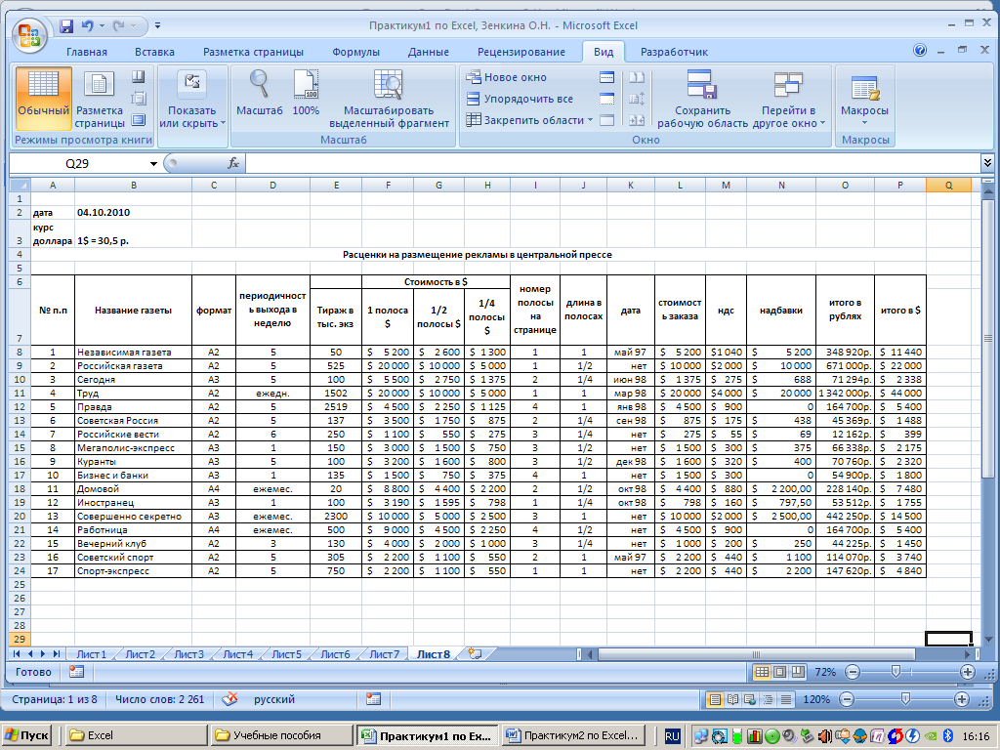 Практикум1 по Excel, Зенкина О.Н. - Microsoft Excel
Главная Вставка Разметка страницы Формулы Данные Рецензирование Вид Разработчик
Обычный Разметка страницы Показать или скрыть Масштаб 100% Масштабировать выделенный фрагмент Новое окно Упорядочить все Закрепить области Сохранить рабочую область Перейти в другое окно Макросы
Режимы просмотра книги Масштаб Окно Макросы
Q29 fx
A B C D E F G H I J K L M N O P Q
1
2 дата 04.10.2010
3 курс доллара 1$ = 30,5 р.
4 Расценки на размещение рекламы в центральной прессе
5
6 Стоимость в $
7 № п.п Название газеты формат периодичность выхода в неделю Тираж в тыс. экз 1 полоса $ 1/2 полосы $ 1/4 полосы $ номер полосы на странице длина в полосах дата стоимость заказа ндс надбавки итого в рублях итого в $
8 1 Независимая газета A2 5 50 $ 5 200 $ 2 600 $ 1 300 1 1 май 97 $ 5 200 $1 040 $ 5 200 348 920р. $ 11 440
9 2 Российская газета A2 5 525 $ 20 000 $ 10 000 $ 5 000 1 1/2 нет $ 10 000 $2 000 $ 10 000 671 000р. $ 22 000
10 3 Сегодня A3 5 100 $ 5 500 $ 2 750 $ 1 375 2 1/4 июн 98 $ 1 375 $ 275 $ 688 71 294р. $ 2 338
11 4 Труд A2 ежедн. 1502 $ 20 000 $ 10 000 $ 5 000 1 1 мар 98 $ 20 000 $4 000 $ 20 000 1 342 000р. $ 44 000
12 5 Правда A2 5 2519 $ 4 500 $ 2 250 $ 1 125 4 1 янв 98 $ 4 500 $ 900 0 164 700р. $ 5 400
13 6 Советская Россия A2 5 137 $ 3 500 $ 1 750 $ 875 2 1/4 сен 98 $ 875 $ 175 $ 438 45 369р. $ 1 488
14 7 Российские вести A2 6 250 $ 1 100 $ 550 $ 275 3 1/4 нет $ 275 $ 55 $ 69 12 162р. $ 399
15 8 Мегаполис-экспресс A3 1 150 $ 3 000 $ 1 500 $ 750 3 1/2 нет $ 1 500 $ 300 $ 375 66 338р. $ 2 175
16 9 Куранты A3 5 100 $ 3 200 $ 1 600 $ 800 3 1/2 дек 98 $ 1 600 $ 320 $ 400 70 760р. $ 2 320
17 10 Бизнес и банки A3 1 135 $ 1 500 $ 750 $ 375 4 1 нет $ 1 500 $ 300 0 54 900р. $ 1 800
18 11 Домовой A4 ежемес. 20 $ 8 800 $ 4 400 $ 2 200 2 1/2 окт 98 $ 4 400 $ 880 $ 2 200,00 228 140р. $ 7 480
19 12 Иностранец A3 1 100 $ 3 190 $ 1 595 $ 798 1 1/4 окт 98 $ 798 $ 160 $ 797,50 53 512р. $ 1 755
20 13 Совершенно секретно A3 ежемес. 2300 $ 10 000 $ 5 000 $ 2 500 3 1 нет $ 10 000 $2 000 $ 2 500,00 442 250р. $ 14 500
21 14 Работница A4 ежемес. 500 $ 9 000 $ 4 500 $ 2 250 4 1/2 нет $ 4 500 $ 900 0 164 700р. $ 5 400
22 15 Вечерний клуб A2 3 130 $ 4 000 $ 2 000 $ 1 000 3 1/4 нет $ 1 000 $ 200 $ 250 44 225р. $ 1 450
23 16 Советский спорт A2 5 305 $ 2 200 $ 1 100 $ 550 2 1 май 97 $ 2 200 $ 440 $ 1 100 114 070р. $ 3 740
24 17 Спорт-экспресс A2 5 750 $ 2 200 $ 1 100 $ 550 1 1 нет $ 2 200 $ 440 $ 2 200 147 620р. $ 4 840
25
26
27
28
29
Лист1 Лист2 Лист3 Лист4 Лист5 Лист6 Лист7 Лист8
Готово 72%
Страница: 1 из 8 Число слов: 2 261 русский 120%
Пуск Excel Учебные пособия Практикум1 по Ex... Практикум2 по Excel... RU 16:16